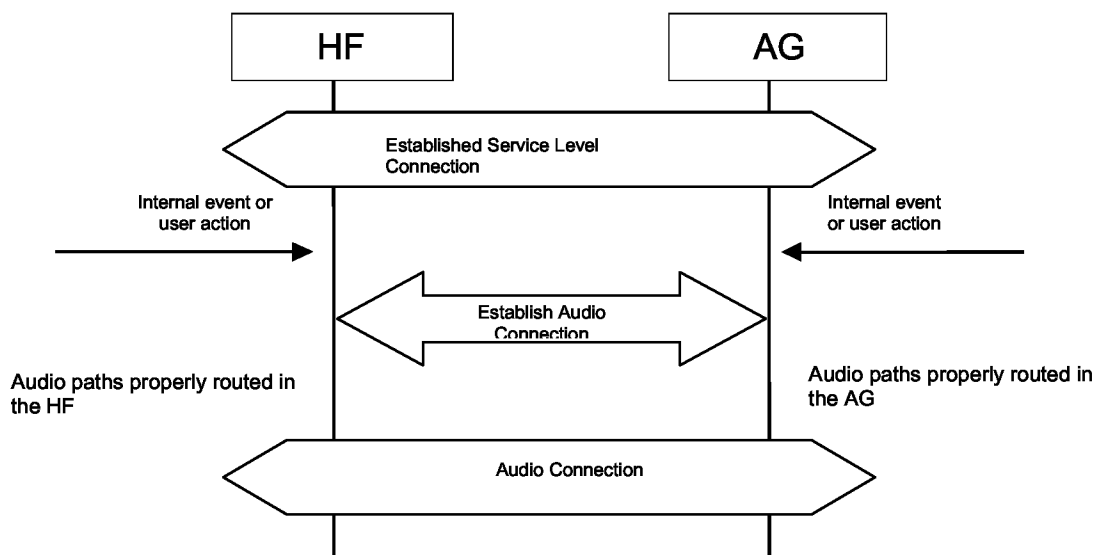 HF
AG
Established Service Level
Connection
Internal event or
user action
Internal event
or user action
Establish Audio
Connection
Audio paths properly routed in
the HF
Audio paths properly routed in
the AG
Audio Connection